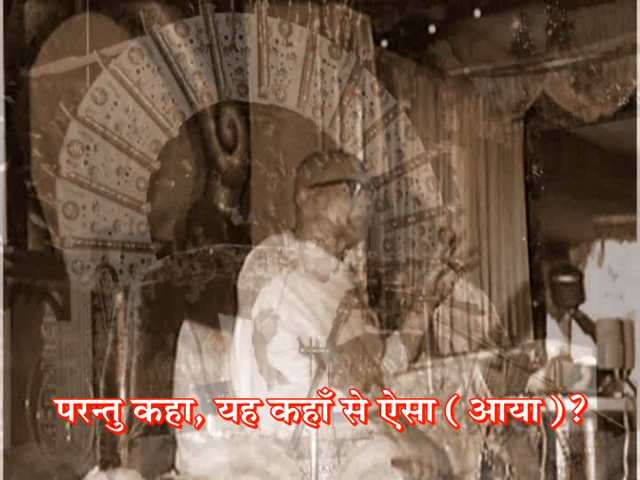 परन्तु कहा, यह कहाँ से ऐसा ( आया )?